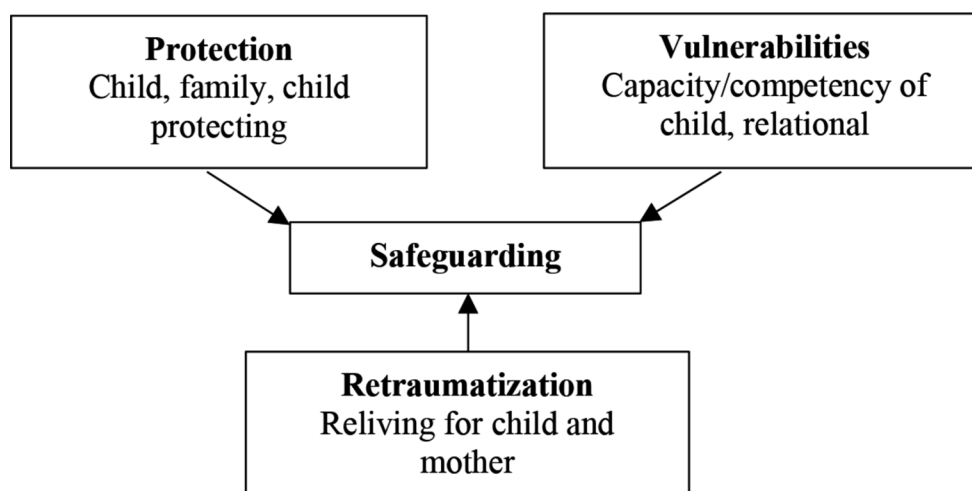 Protection
Child, family, child
protecting
Vulnerabilities
Capacity/competency of
child, relational
Safeguarding
Retraumatization
Reliving for child and
mother